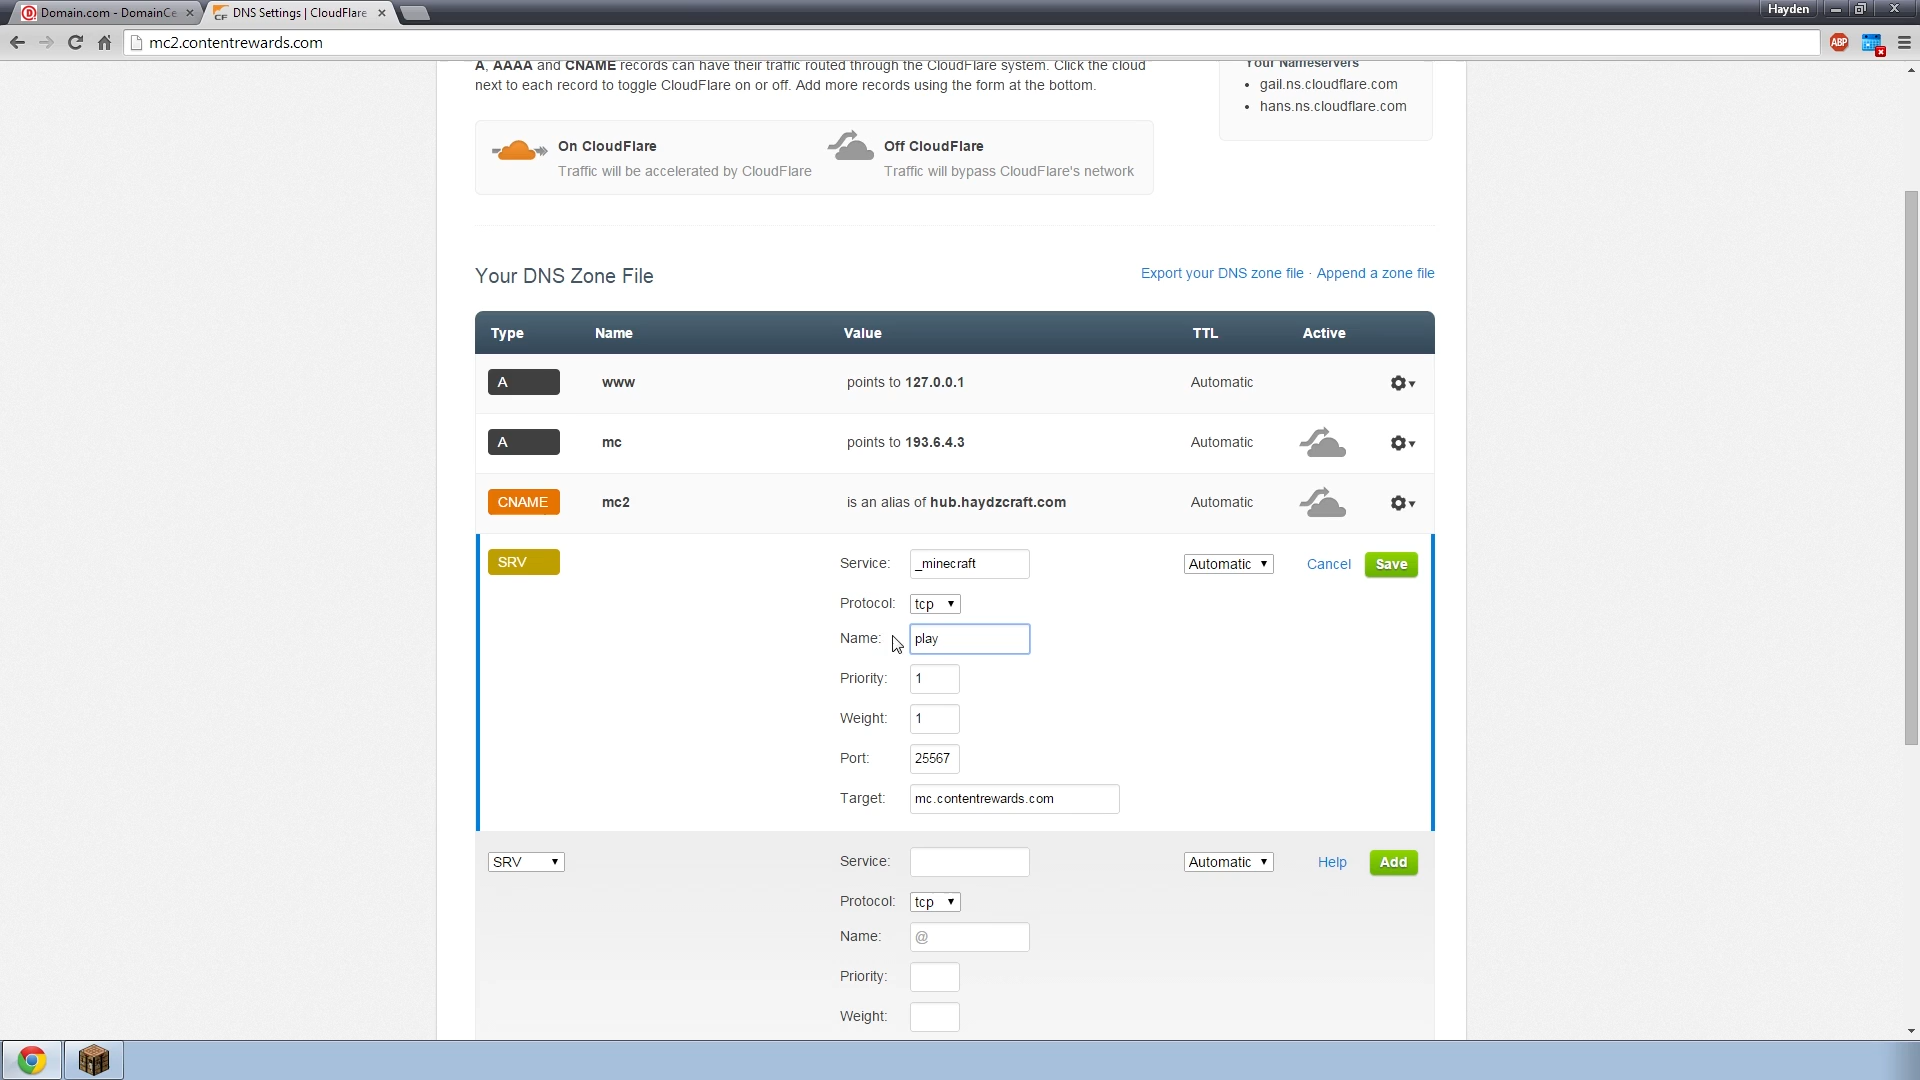 Domain.com - DomainCe
DNS Settings | CloudFlare
Hayden
mc2.contentrewards.com
ABP
A, AAAA and CNAME records can have their traffic routed through the CloudFlare system. Click the cloud
next to each record to toggle CloudFlare on or off. Add more records using the form at the bottom.
Your Nameservers
gail.ns.cloudflare.com
hans.ns.cloudflare.com
On CloudFlare
Traffic will be accelerated by CloudFlare
Off CloudFlare
Traffic will bypass CloudFlare's network
Your DNS Zone File
Export your DNS zone file · Append a zone file
Type Name Value TTL Active
A www points to 127.0.0.1 Automatic
A mc points to 193.6.4.3 Automatic
CNAME mc2 is an alias of hub.haydzcraft.com Automatic
SRV Service: _minecraft Automatic Cancel Save
Protocol: tcp
Name: play
Priority: 1
Weight: 1
Port: 25567
Target: mc.contentrewards.com
SRV Service: Automatic Help Add
Protocol: tcp
Name: @
Priority:
Weight: